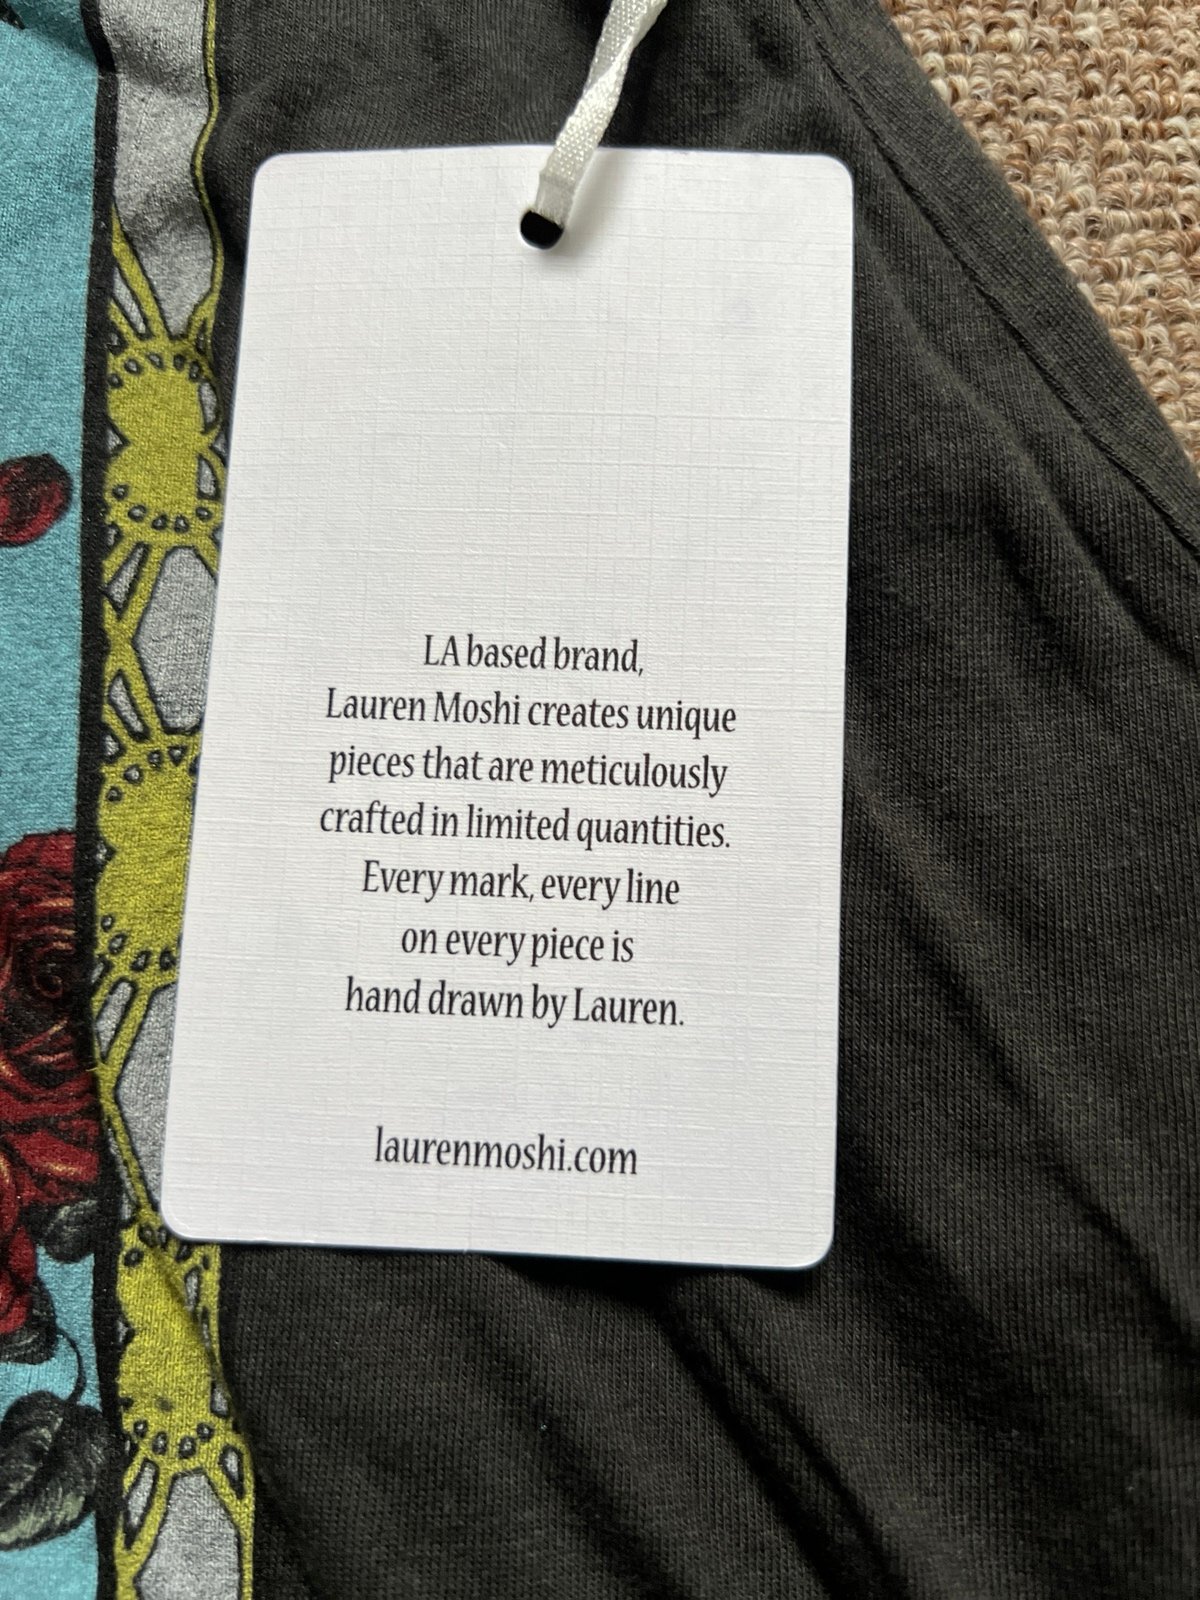 LA based brand,
Lauren Moshi creates unique
pieces that are meticulously
crafted in limited quantities.
Every mark, every line
on every piece is
hand drawn by Lauren.
laurenmoshi.com